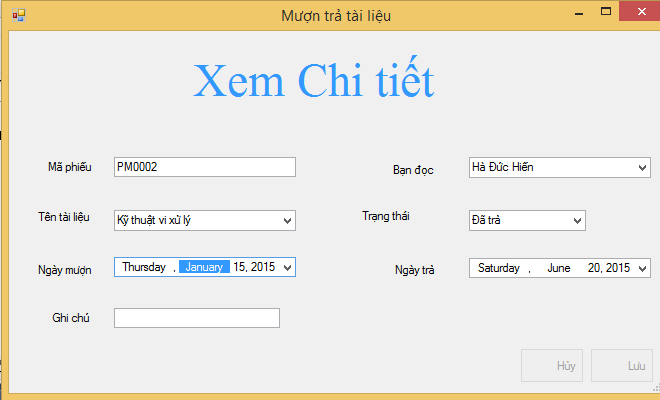 Mượn trả tài liệu
Xem Chi tiết
Mã phiếu PM0002 Bạn đọc Hà Đức Hiến
Tên tài liệu Kỹ thuật vi xử lý Trạng thái Đã trả
Ngày mượn Thursday , January 15, 2015 Ngày trả Saturday , June 20, 2015
Ghi chú
Hủy Lưu